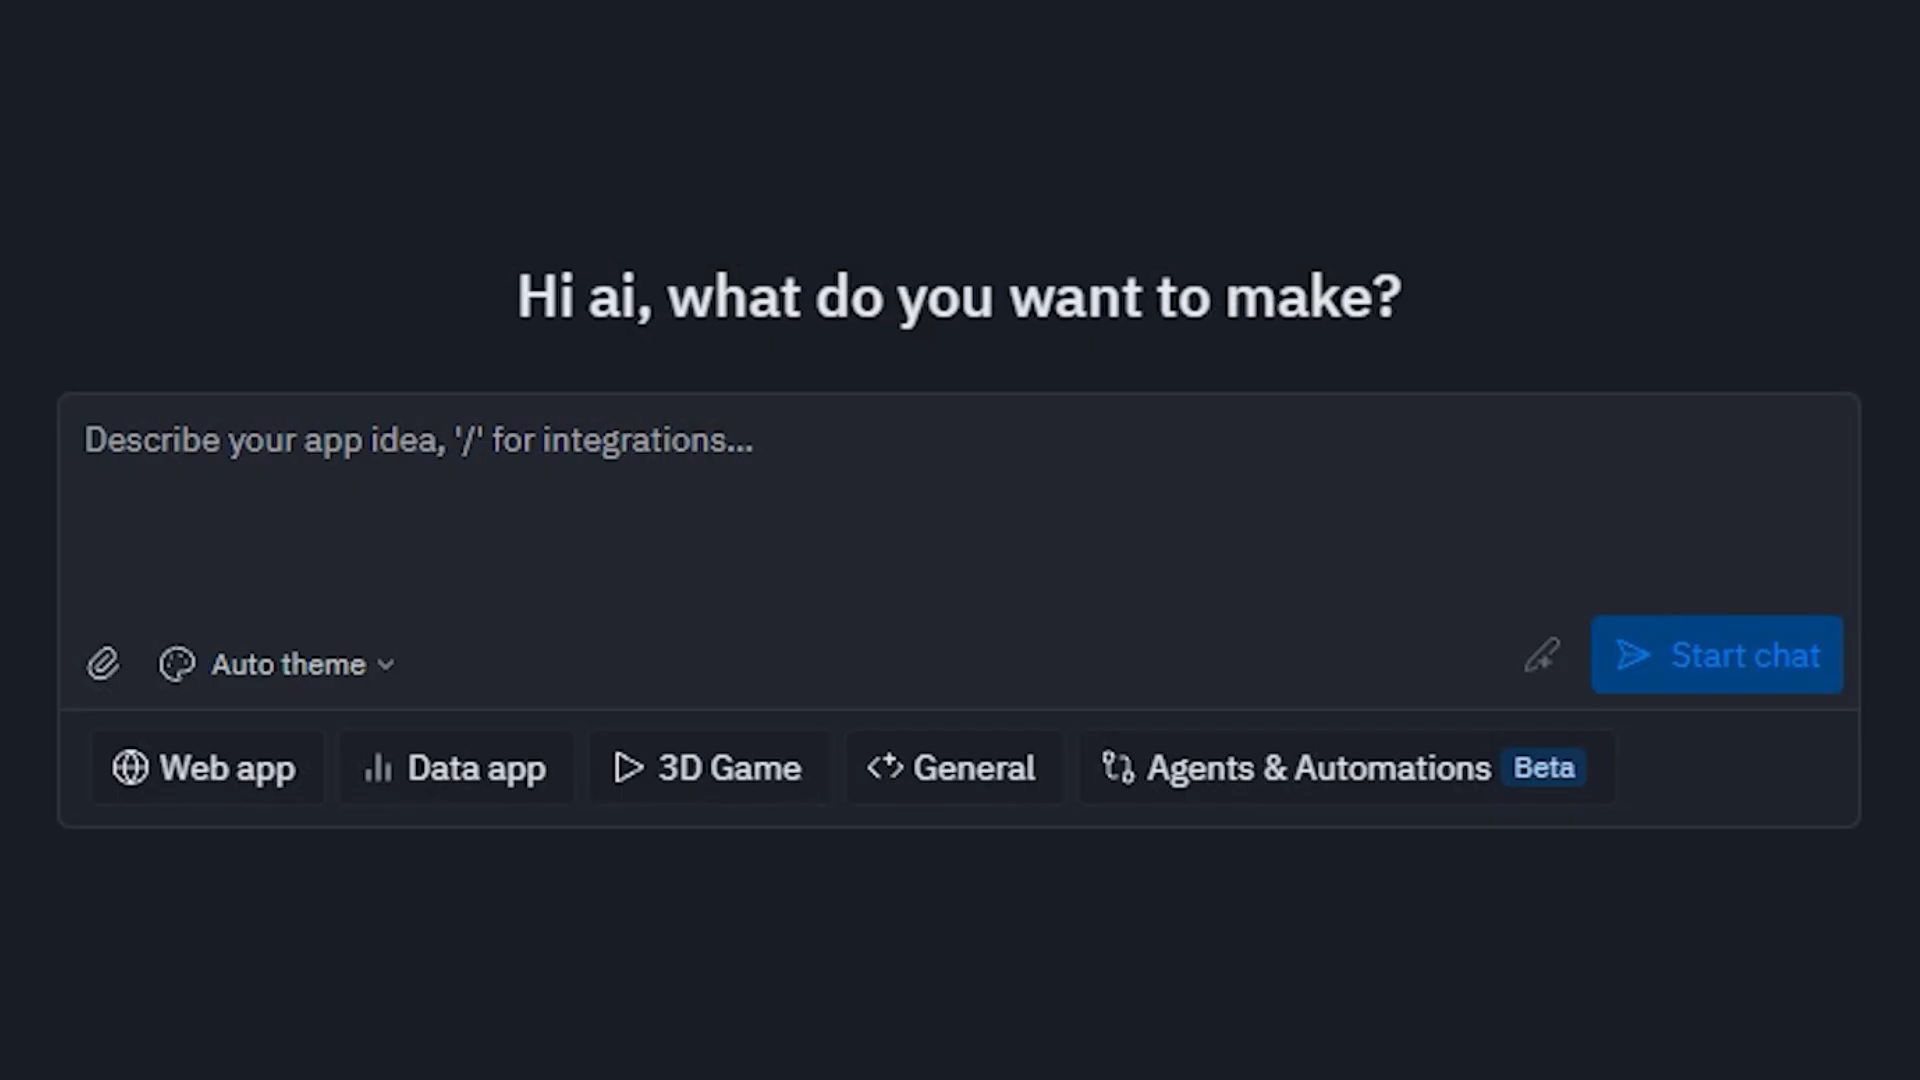 Hi ai, what do you want to make?
Describe your app idea, '/' for integrations...
Auto theme
Start chat
Web app
Data app
3D Game
General
Agents & Automations Beta